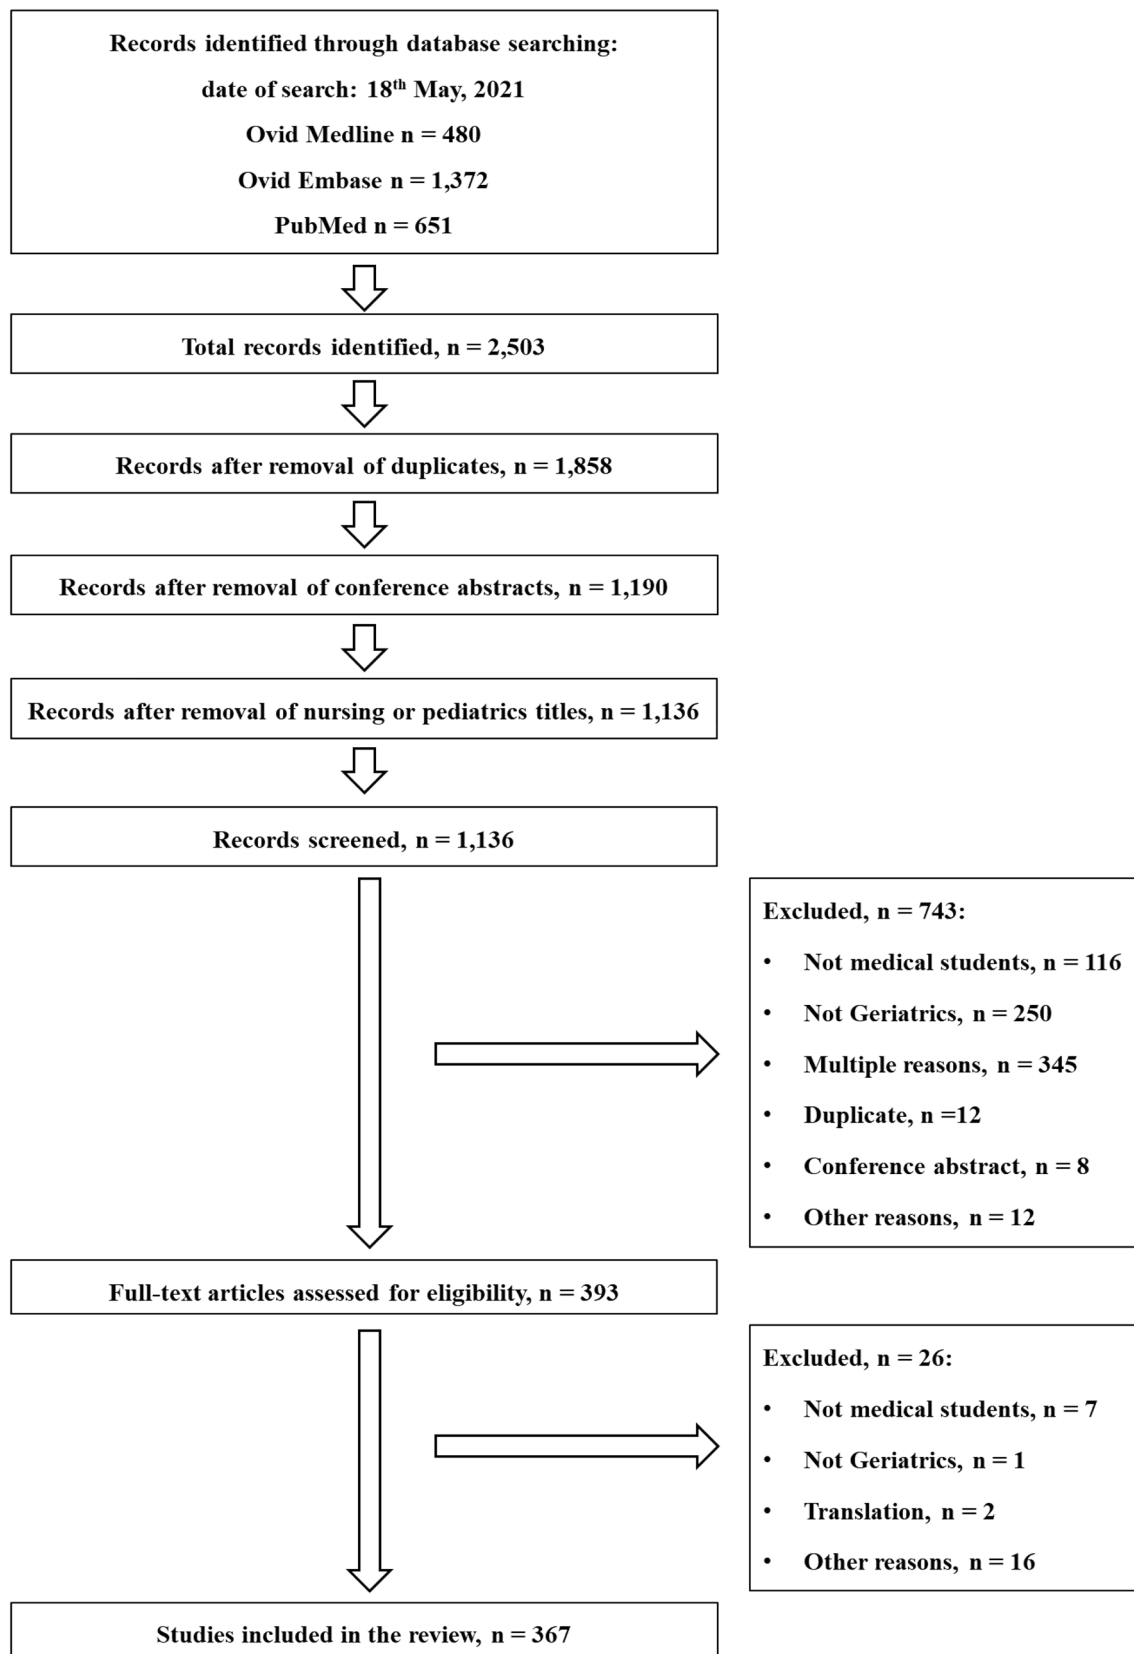 Records identified through database searching:
date of search: 18th May, 2021
Ovid Medline n = 480
Ovid Embase n = 1,372
PubMed n = 651
Total records identified, n = 2,503
Records after removal of duplicates, n = 1,858
Records after removal of conference abstracts, n = 1,190
Records after removal of nursing or pediatrics titles, n = 1,136
Records screened, n = 1,136
Excluded, n = 743:
• Not medical students, n = 116
• Not Geriatrics, n = 250
• Multiple reasons, n = 345
• Duplicate, n =12
• Conference abstract, n = 8
• Other reasons, n = 12
Full-text articles assessed for eligibility, n = 393
Excluded, n = 26:
• Not medical students, n = 7
• Not Geriatrics, n = 1
• Translation, n = 2
• Other reasons, n = 16
Studies included in the review, n = 367